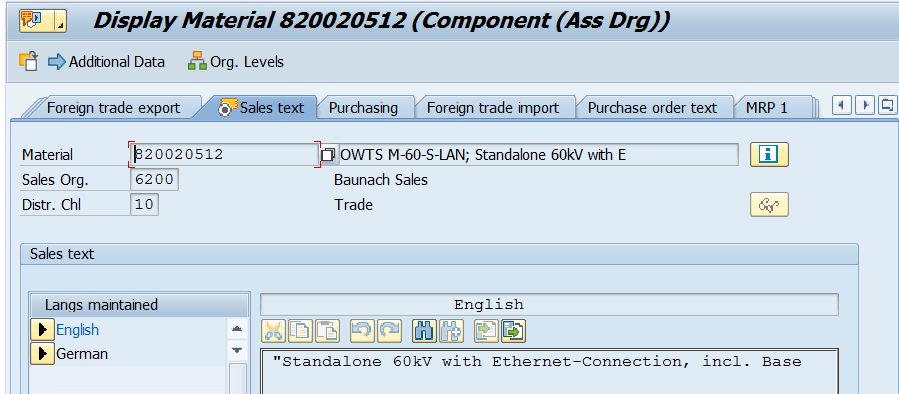 Display Material 820020512 (Component (Ass Drg))
Additional Data Org. Levels
Foreign trade export Sales text Purchasing Foreign trade import Purchase order text MRP 1
Material 820020512 OWTS M-60-S-LAN; Standalone 60kV with E
Sales Org. 6200 Baunach Sales
Distr. Chl 10 Trade
Sales text
Langs maintained English
English
German
"Standalone 60kV with Ethernet-Connection, incl. Base